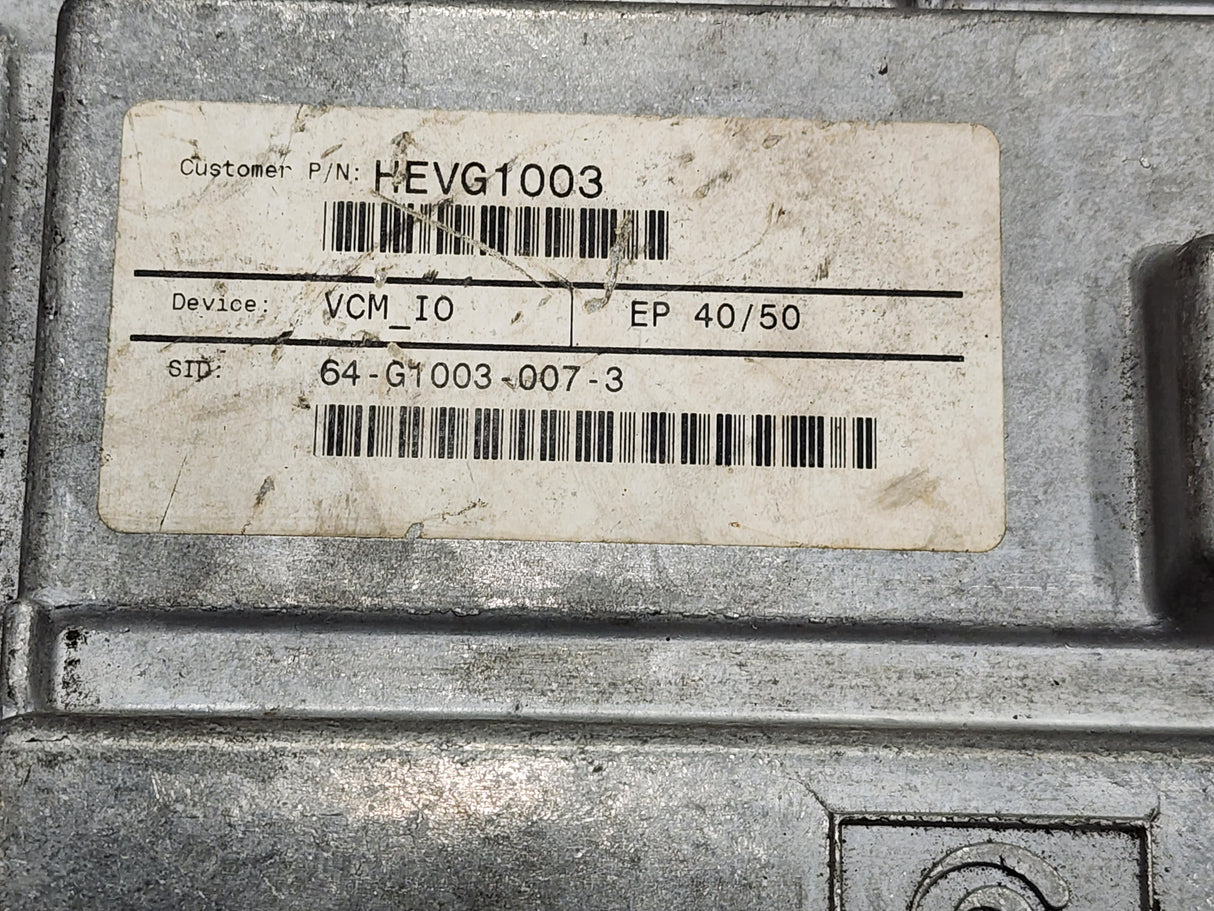 Customer P/N: HEVG1003
Device: VCM_IO EP 40/50
SID: 64-G1003-007-3